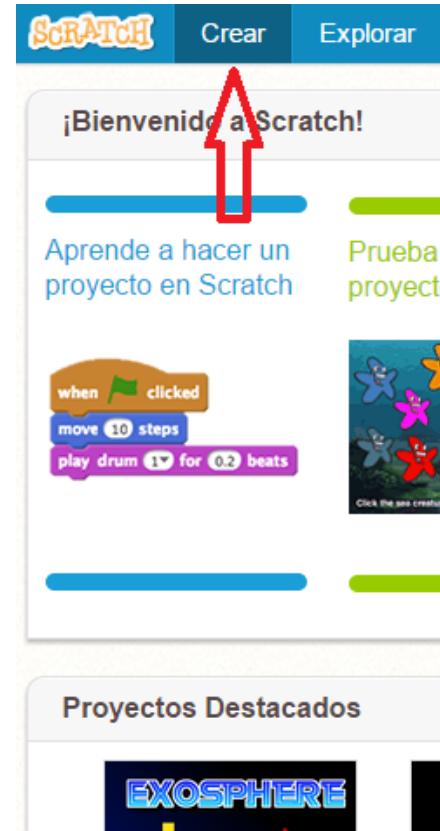 SCRATCH Crear Explorar
¡Bienvenido a Scratch!
Aprende a hacer un
proyecto en Scratch
Prueba
proyect
when clicked
move 10 steps
play drum 1 for 0.2 beats
Click the sea creatu
Proyectos Destacados
EXOSPHERE